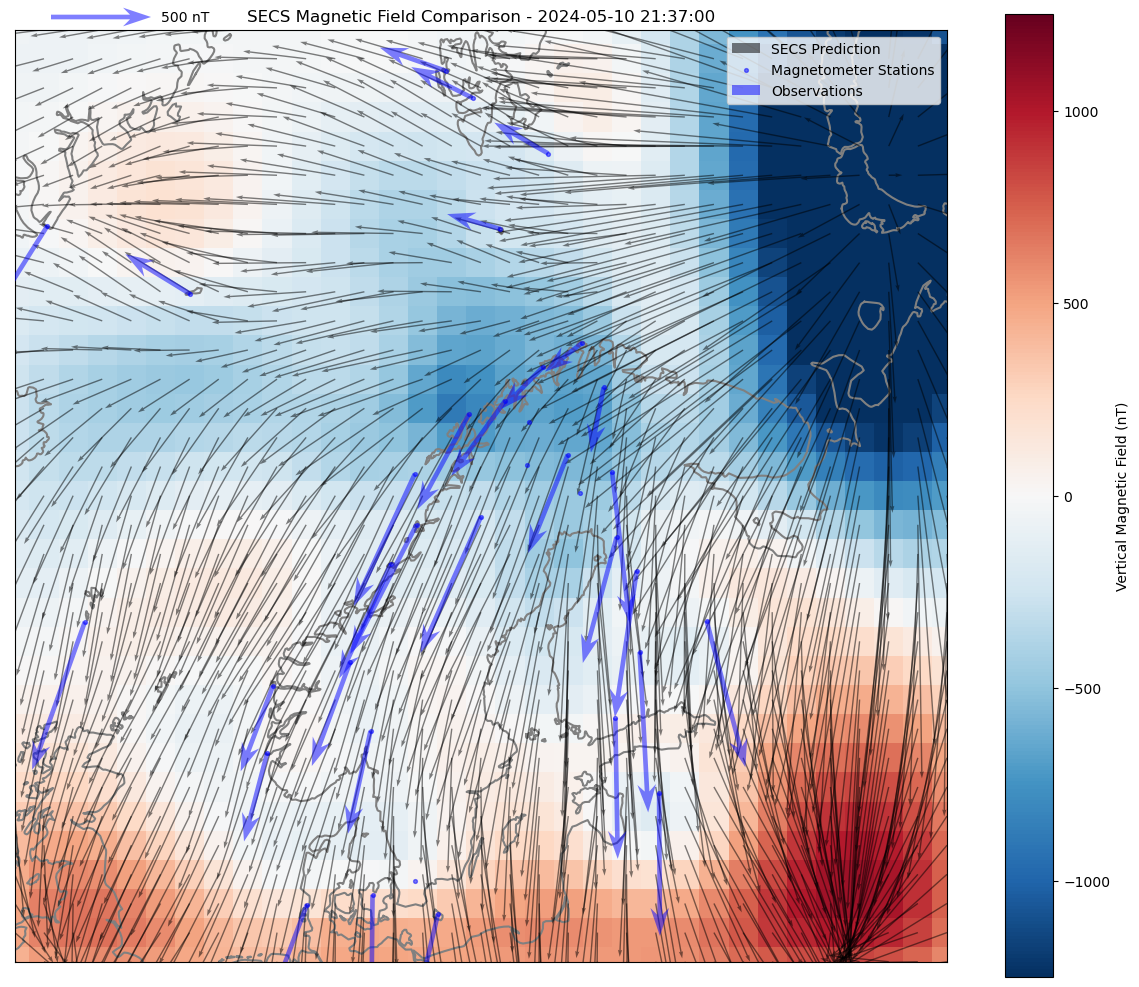 500 nT
SECS Magnetic Field Comparison - 2024-05-10 21:37:00
SECS Prediction
Magnetometer Stations
Observations
1000
500
0
−500
−1000
Vertical Magnetic Field (nT)